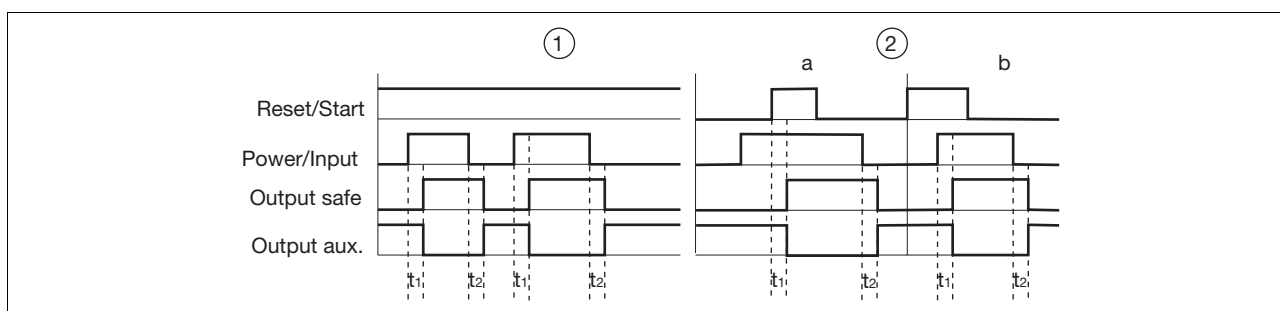 ① ②
a b
Reset/Start
Power/Input
Output safe
Output aux.
t1 t2 t1 t2 t1 t2 t1 t2